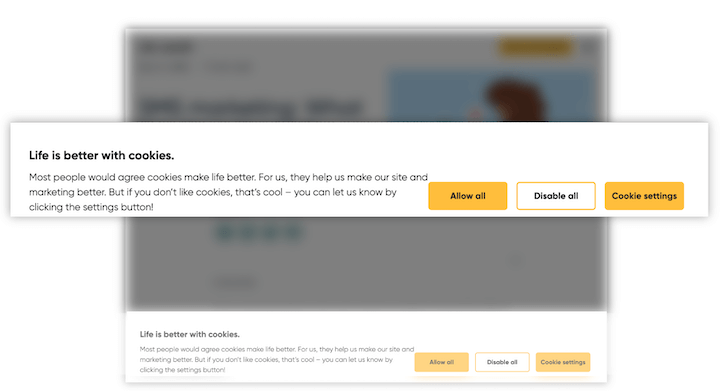 SMS marketing: What
Life is better with cookies.
Most people would agree cookies make life better. For us, they help us make our site and
marketing better. But if you don’t like cookies, that’s cool – you can let us know by
clicking the settings button!
Allow all
Disable all
Cookie settings
Life is better with cookies.
Most people would agree cookies make life better. For us, they help us make our site and
marketing better. But if you don’t like cookies, that’s cool – you can let us know by
clicking the settings button!
Allow all
Disable all
Cookie settings